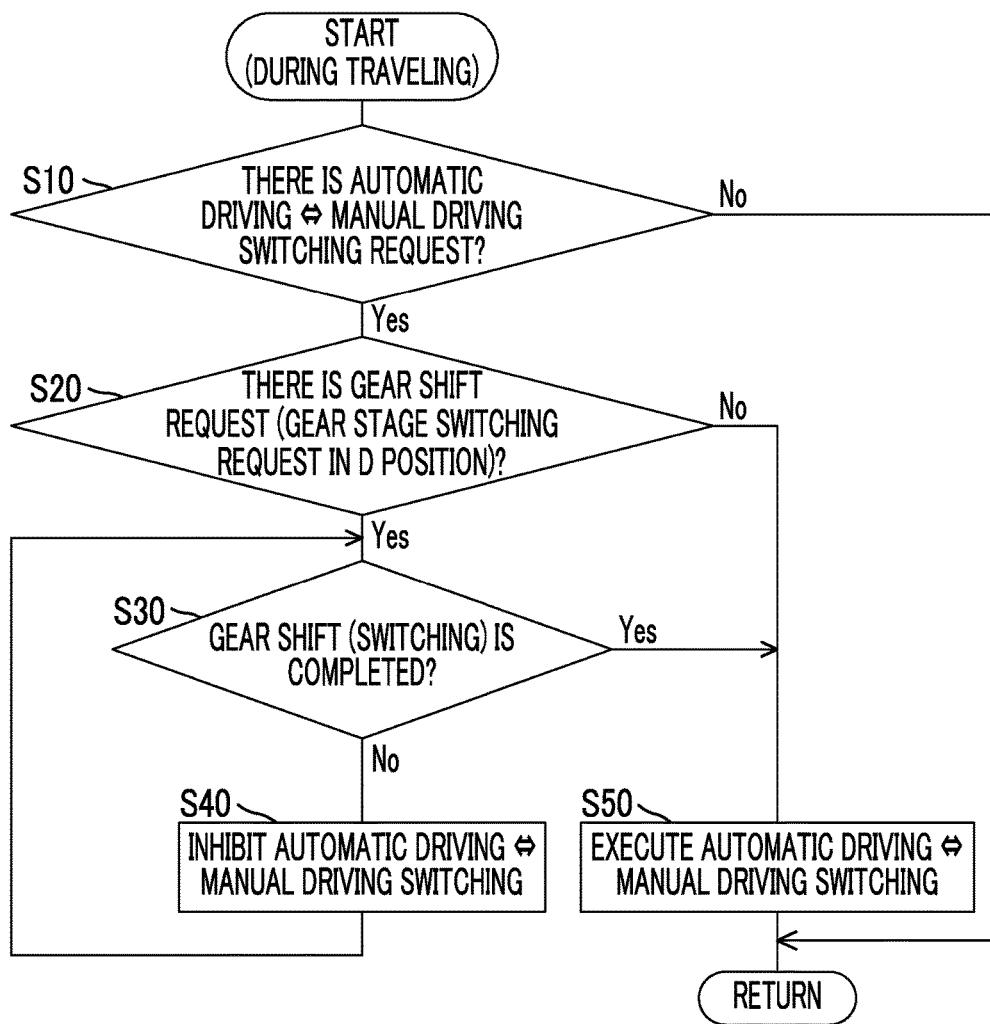 START
(DURING TRAVELING)
S10
THERE IS AUTOMATIC
DRIVING ⇔ MANUAL DRIVING
SWITCHING REQUEST?
No
Yes
S20
THERE IS GEAR SHIFT
REQUEST (GEAR STAGE SWITCHING
REQUEST IN D POSITION)?
No
Yes
S30
GEAR SHIFT (SWITCHING) IS
COMPLETED?
Yes
No
S40
INHIBIT AUTOMATIC DRIVING ⇔
MANUAL DRIVING SWITCHING
S50
EXECUTE AUTOMATIC DRIVING ⇔
MANUAL DRIVING SWITCHING
RETURN